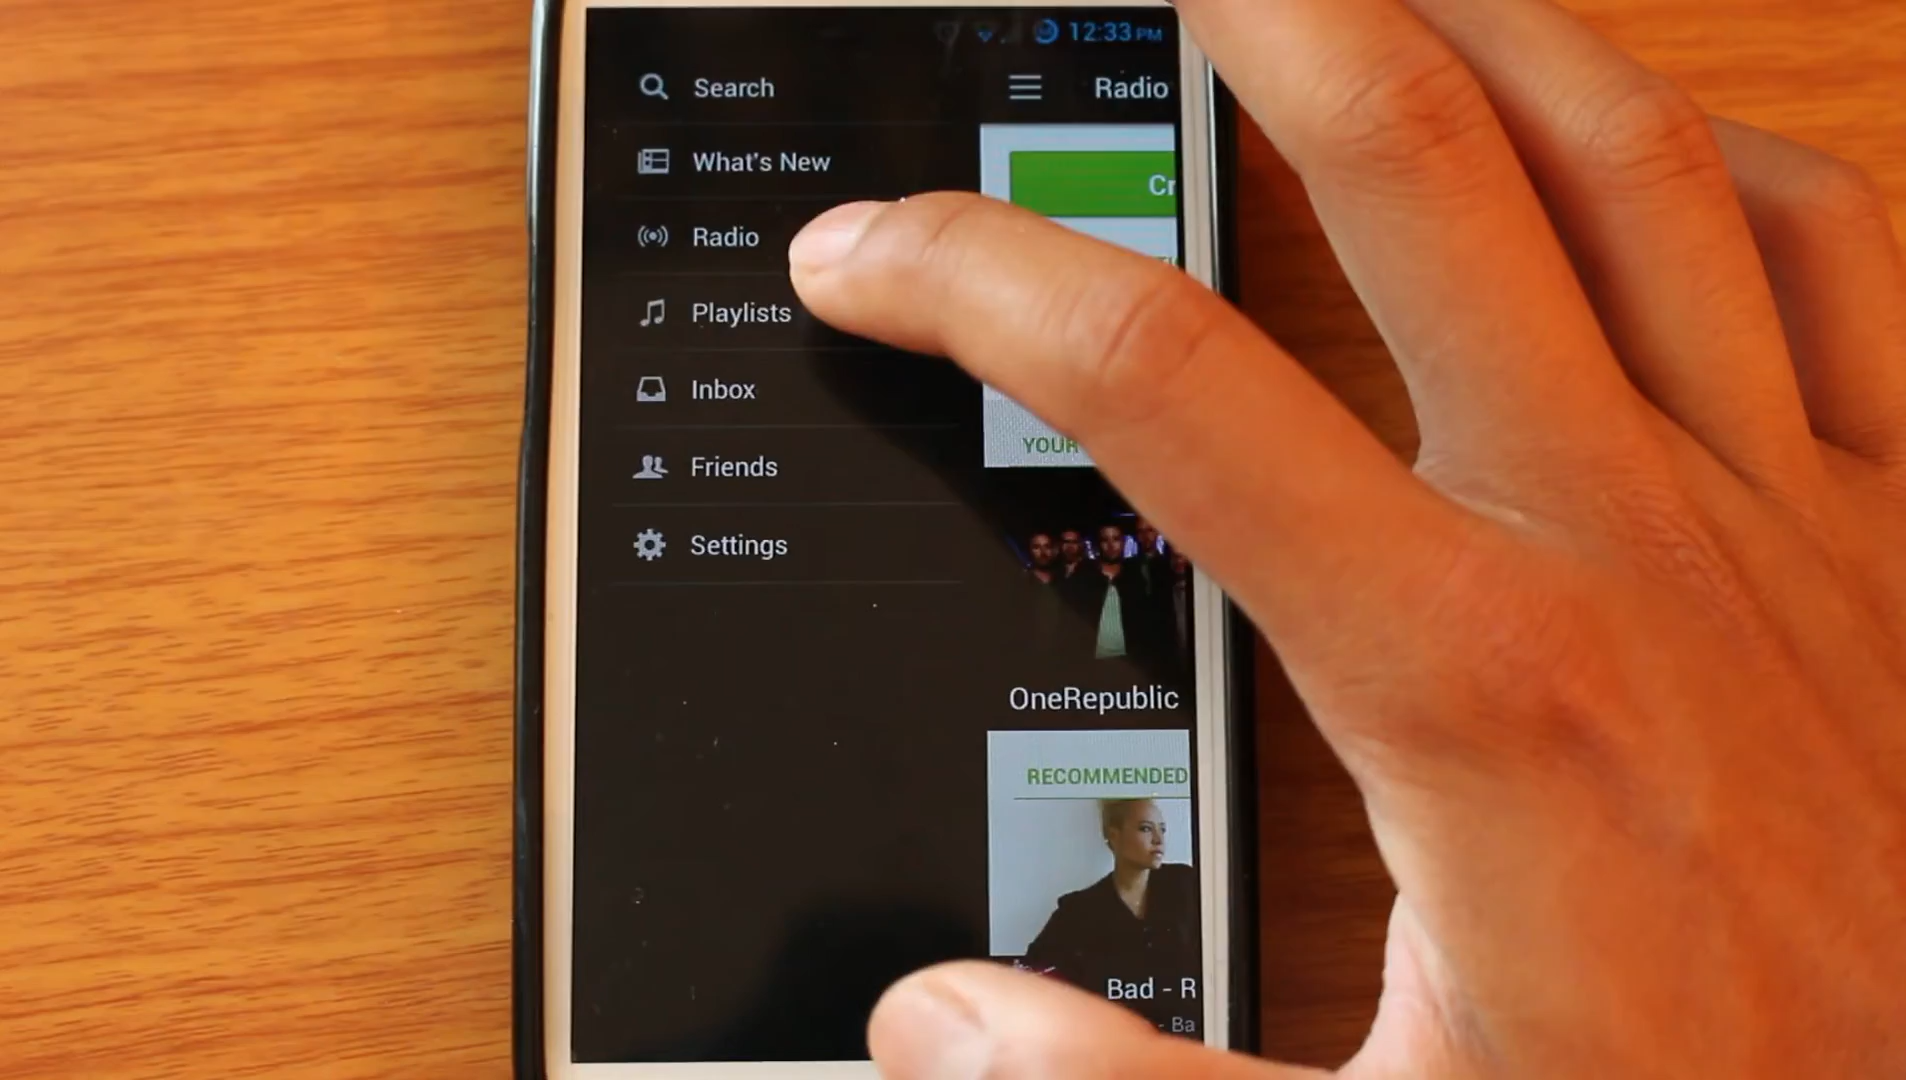 12:33 PM
Search
Radio
What's New
Cr
Radio
Playlists
Inbox
YOUR
Friends
Settings
OneRepublic
RECOMMENDED
Bad - R
- Ba